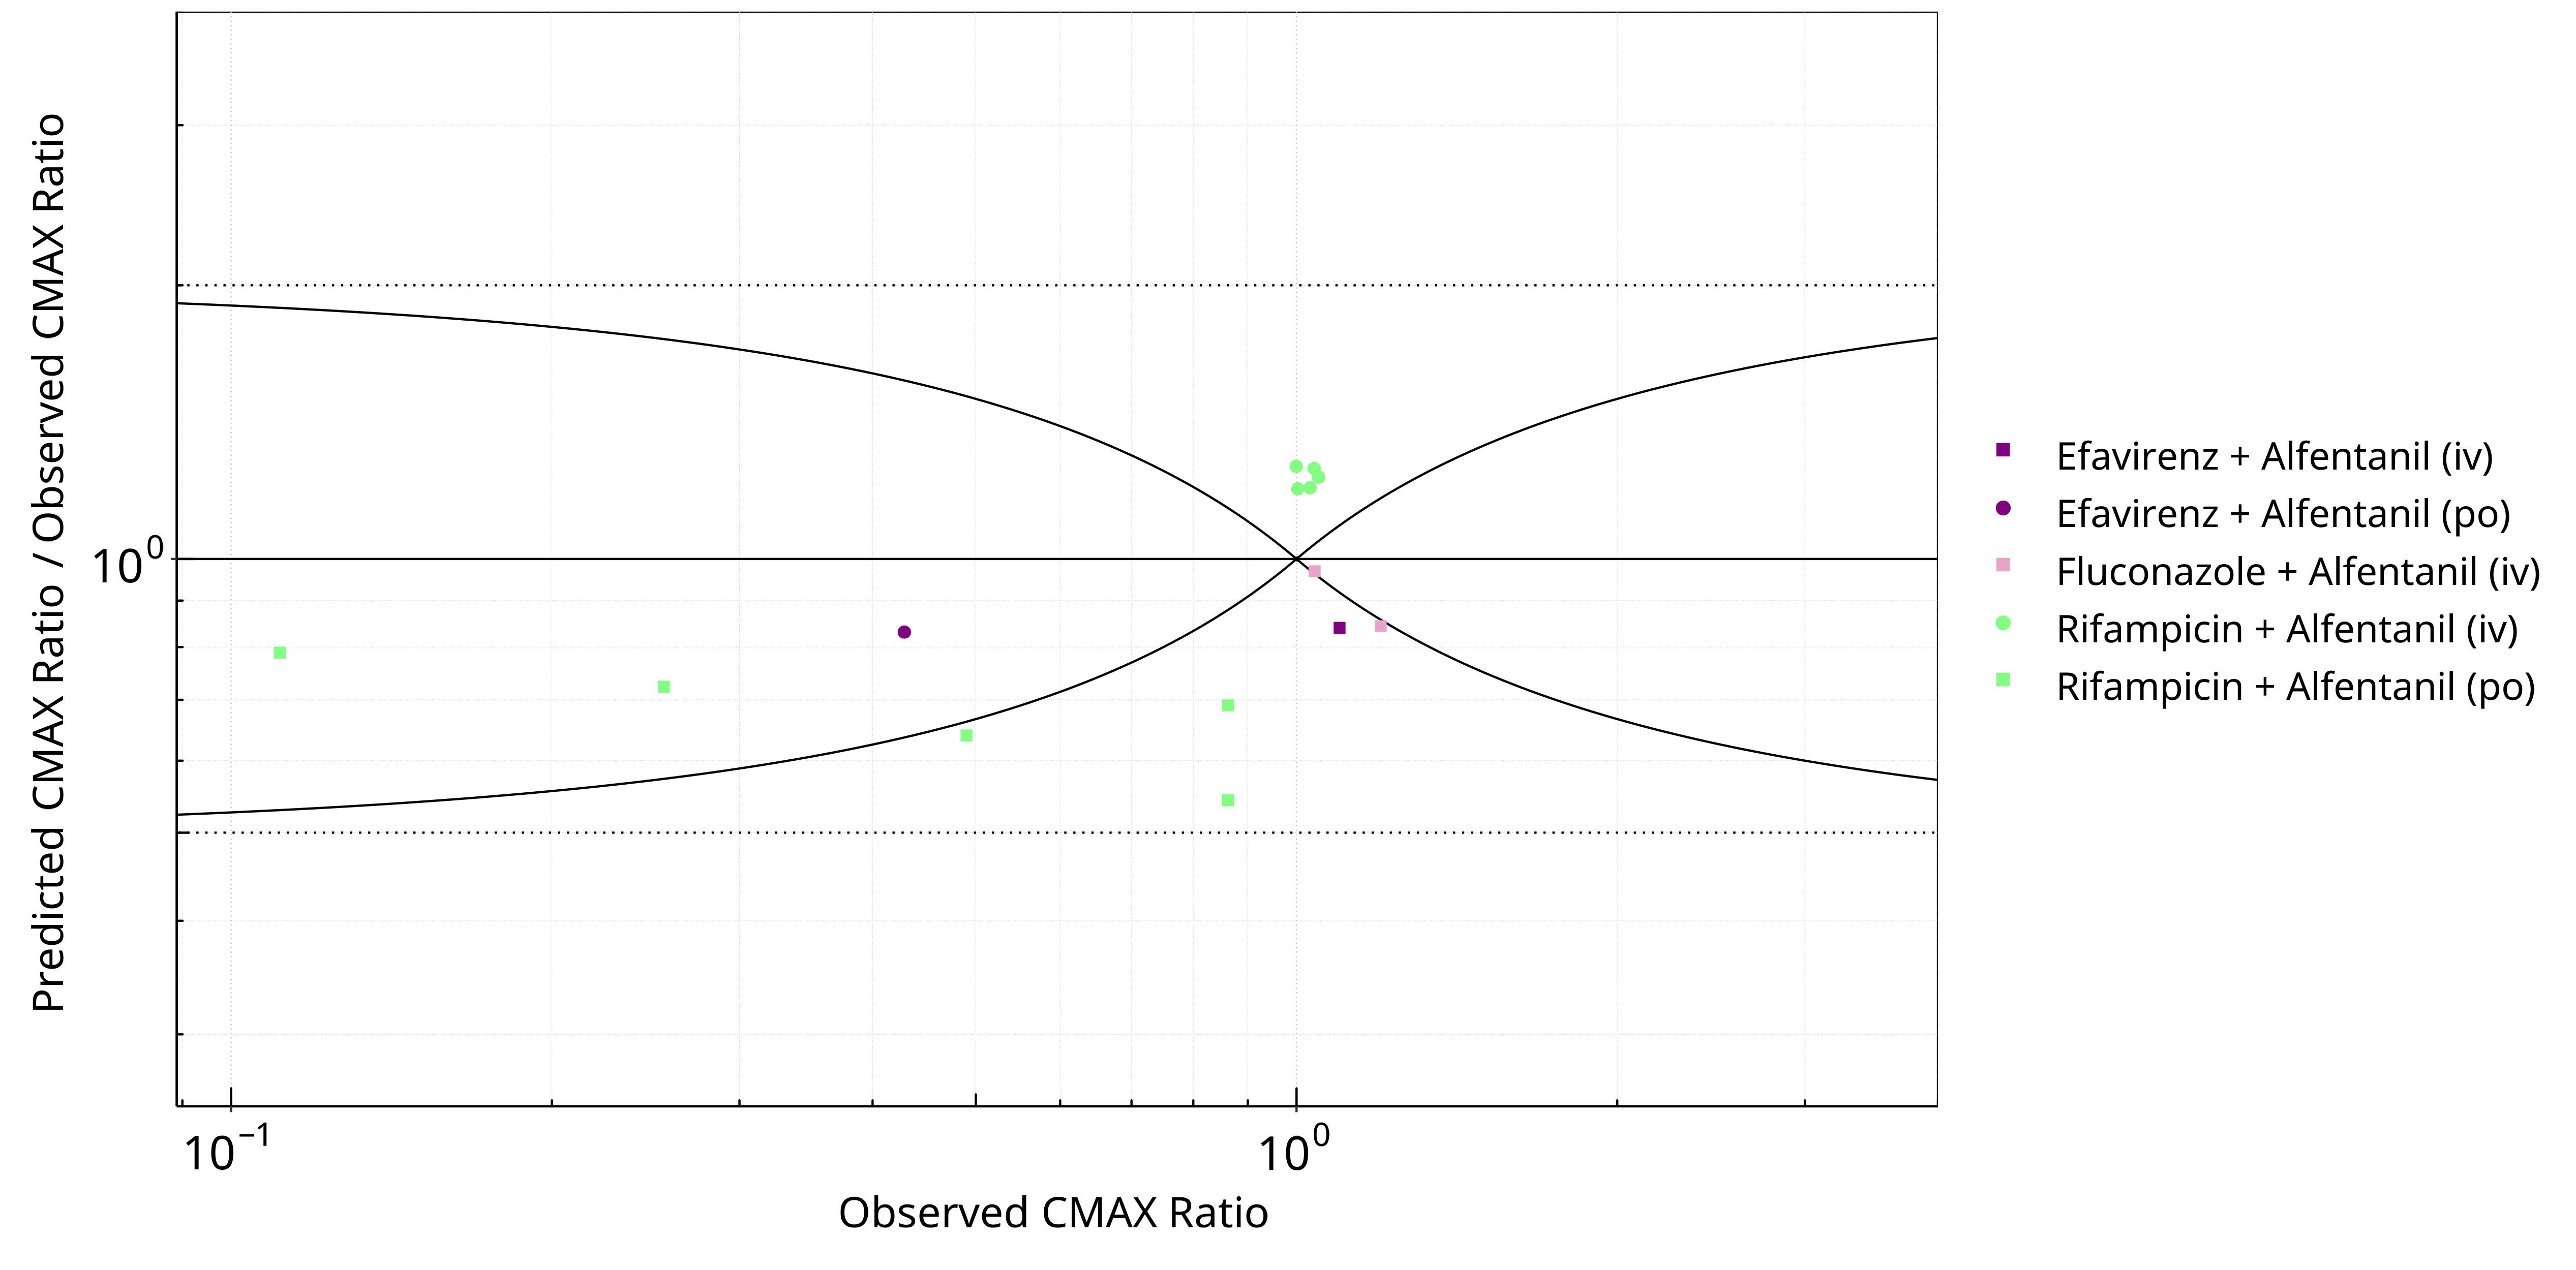 Predicted CMAX Ratio / Observed CMAX Ratio
10⁰
10⁻¹
10⁰
Observed CMAX Ratio
Efavirenz + Alfentanil (iv)
Efavirenz + Alfentanil (po)
Fluconazole + Alfentanil (iv)
Rifampicin + Alfentanil (iv)
Rifampicin + Alfentanil (po)